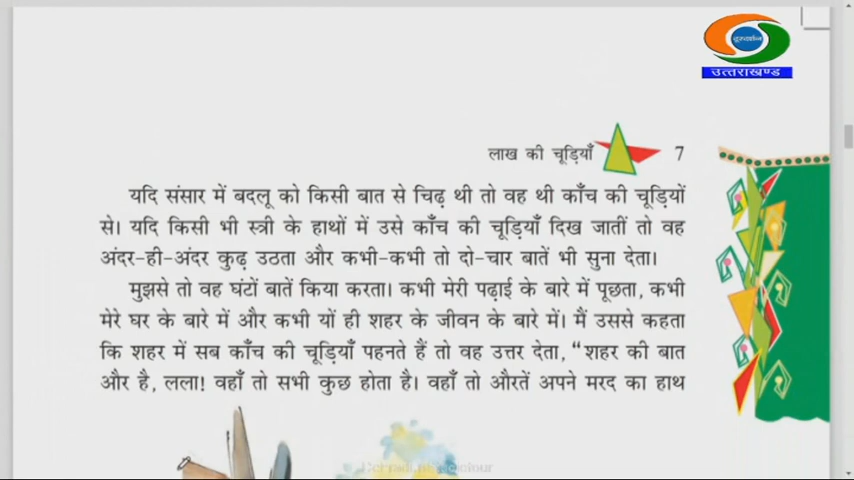 दूरदर्शन
उत्तराखण्ड
लाख की चूड़ियाँ 7
यदि संसार में बदलू को किसी बात से चिढ़ थी तो वह थी काँच की चूड़ियों
से। यदि किसी भी स्त्री के हाथों में उसे काँच की चूड़ियाँ दिख जातीं तो वह
अंदर-ही-अंदर कुढ़ उठता और कभी-कभी तो दो-चार बातें भी सुना देता।
मुझसे तो वह घंटों बातें किया करता। कभी मेरी पढ़ाई के बारे में पूछता, कभी
मेरे घर के बारे में और कभी यों ही शहर के जीवन के बारे में। मैं उससे कहता
कि शहर में सब काँच की चूड़ियाँ पहनते हैं तो वह उत्तर देता, “शहर की बात
और है, लला! वहाँ तो सभी कुछ होता है। वहाँ तो औरतें अपने मरद का हाथ